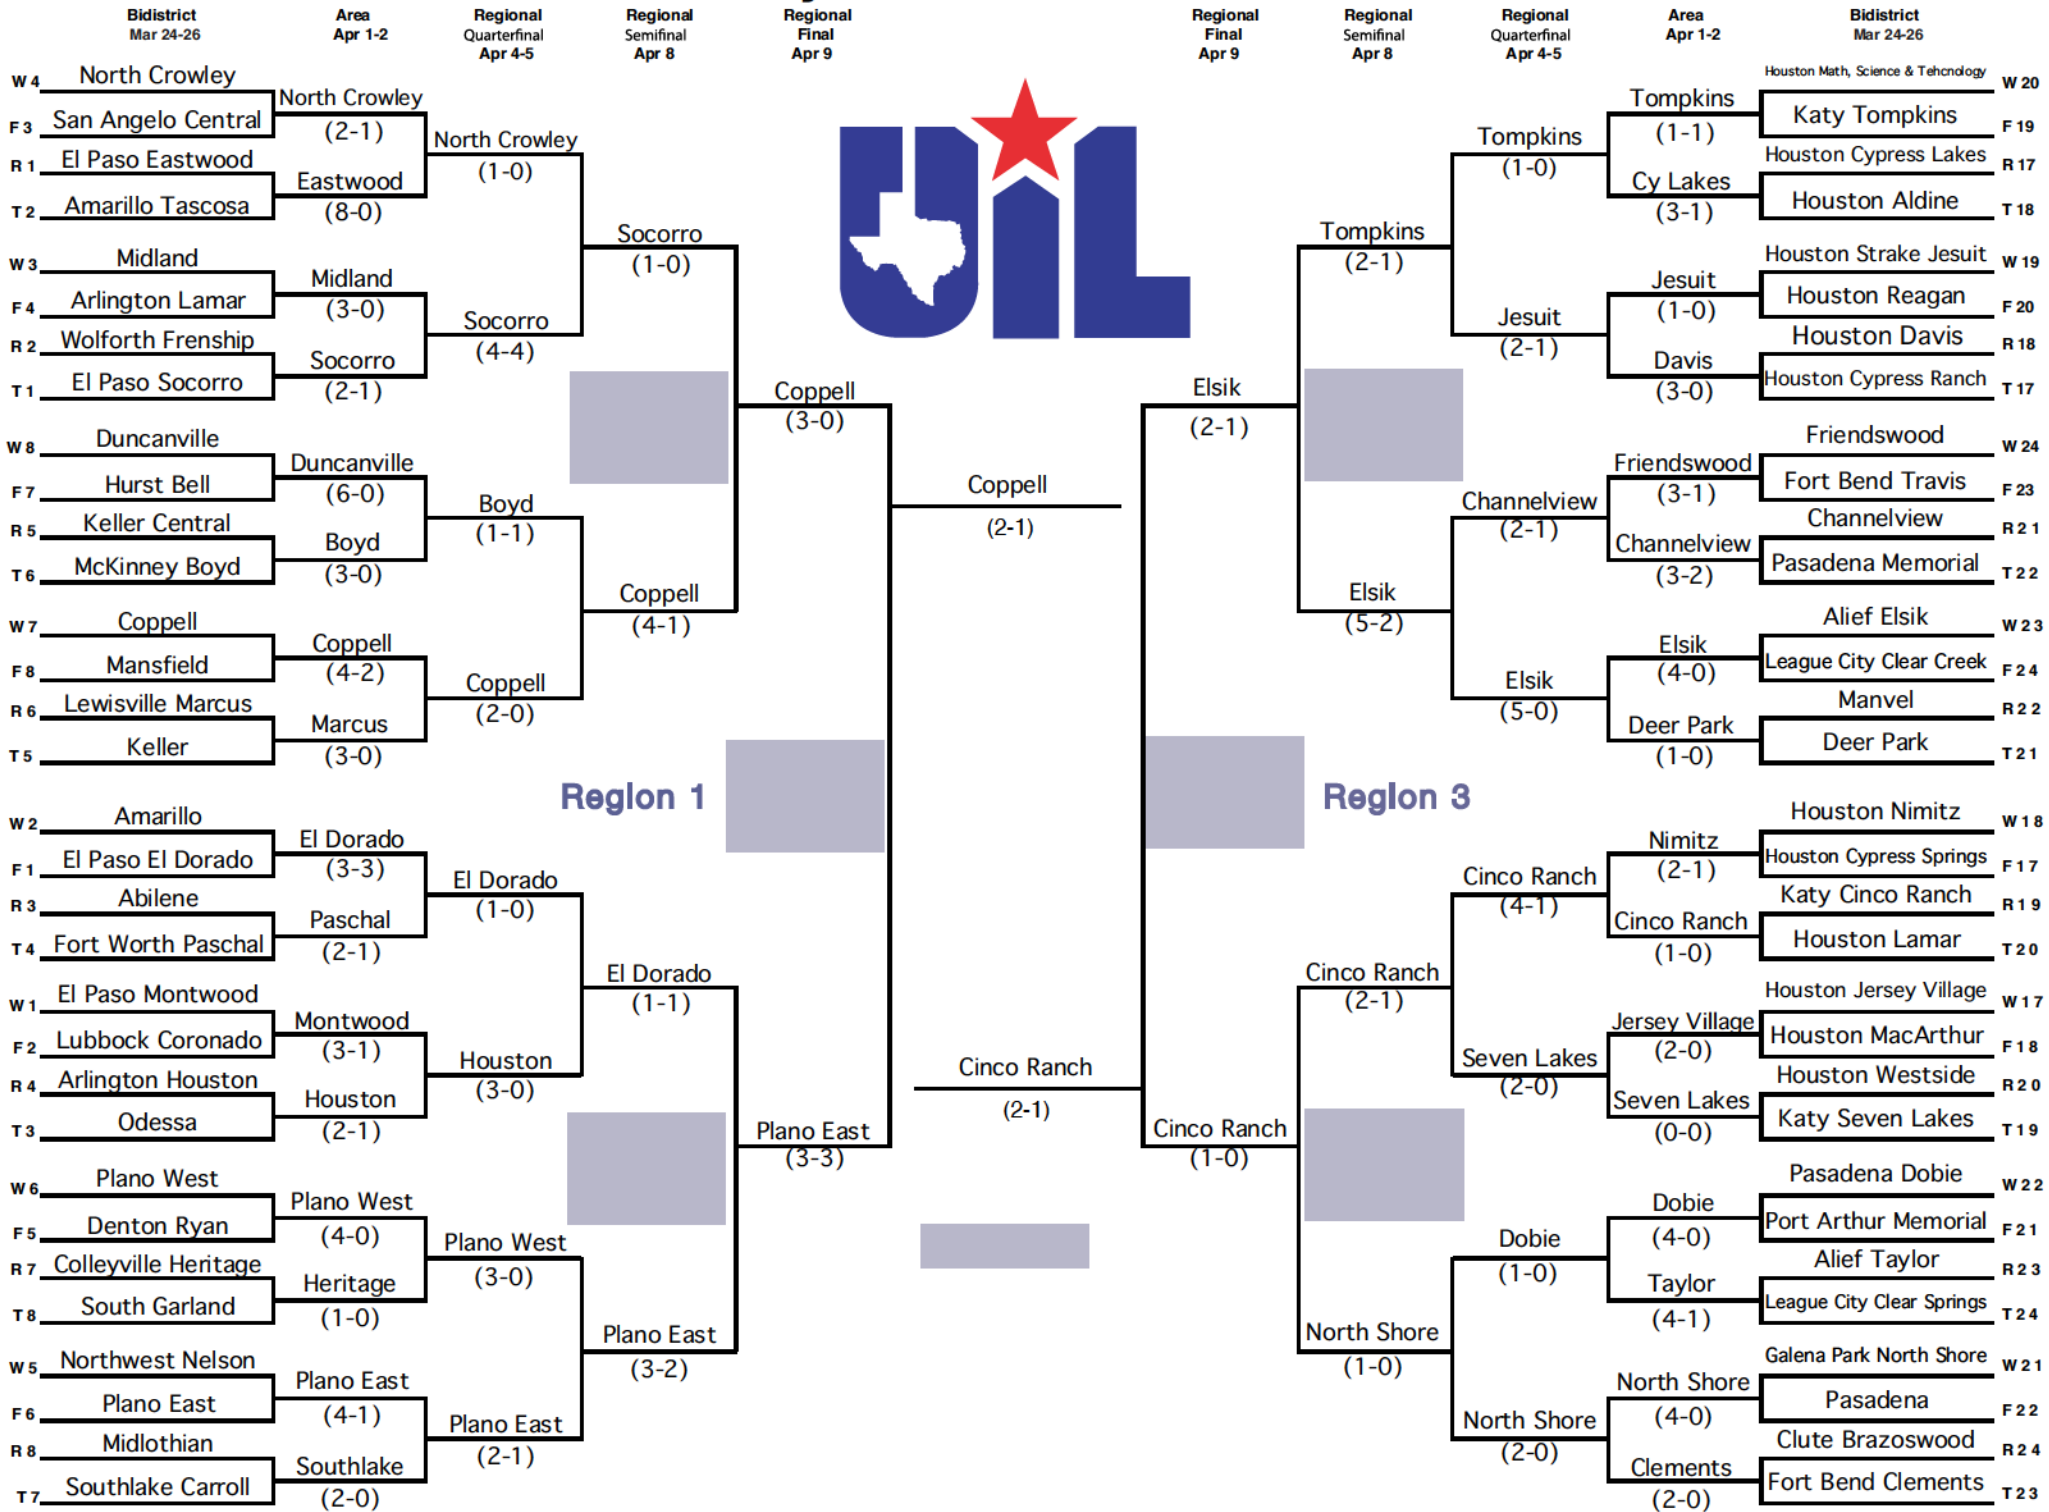 Bidistrict
Mar 24-26
Area
Apr 1-2
Regional
Quarterfinal
Apr 4-5
Regional
Semifinal
Apr 8
Regional
Final
Apr 9
Regional
Final
Apr 9
Regional
Semifinal
Apr 8
Regional
Quarterfinal
Apr 4-5
Area
Apr 1-2
Bidistrict
Mar 24-26
W 4 North Crowley
F 3 San Angelo Central
R 1 El Paso Eastwood
T 2 Amarillo Tascosa
W 3 Midland
F 4 Arlington Lamar
R 2 Wolforth Frenship
T 1 El Paso Socorro
W 8 Duncanville
F 7 Hurst Bell
R 5 Keller Central
T 6 McKinney Boyd
W 7 Coppell
F 8 Mansfield
R 6 Lewisville Marcus
T 5 Keller
W 2 Amarillo
F 1 El Paso El Dorado
R 3 Abilene
T 4 Fort Worth Paschal
W 1 El Paso Montwood
F 2 Lubbock Coronado
R 4 Arlington Houston
T 3 Odessa
W 6 Plano West
F 5 Denton Ryan
R 7 Colleyville Heritage
T 8 South Garland
W 5 Northwest Nelson
F 6 Plano East
R 8 Midlothian
T 7 Southlake Carroll
North Crowley
(2-1)
Eastwood
(8-0)
Midland
(3-0)
Socorro
(2-1)
Duncanville
(6-0)
Boyd
(3-0)
Coppell
(4-2)
Marcus
(3-0)
El Dorado
(3-3)
Paschal
(2-1)
Montwood
(3-1)
Houston
(2-1)
Plano West
(4-0)
Heritage
(1-0)
Plano East
(4-1)
Southlake
(2-0)
North Crowley
(1-0)
Socorro
(4-4)
Boyd
(1-1)
Coppell
(2-0)
El Dorado
(1-0)
Houston
(3-0)
Plano West
(3-0)
Plano East
(2-1)
Socorro
(1-0)
Coppell
(4-1)
El Dorado
(1-1)
Plano East
(3-2)
Region 1
Coppell
(3-0)
Plano East
(3-3)
UIL
Coppell
(2-1)
Cinco Ranch
(2-1)
Elsik
(2-1)
Cinco Ranch
(1-0)
Region 3
Tompkins
(2-1)
Elsik
(5-2)
Cinco Ranch
(2-1)
North Shore
(1-0)
Tompkins
(1-0)
Jesuit
(2-1)
Channelview
(2-1)
Elsik
(5-0)
Cinco Ranch
(4-1)
Seven Lakes
(2-0)
Dobie
(1-0)
North Shore
(2-0)
Tompkins
(1-1)
Cy Lakes
(3-1)
Jesuit
(1-0)
Davis
(3-0)
Friendswood
(3-1)
Channelview
(3-2)
Elsik
(4-0)
Deer Park
(1-0)
Nimitz
(2-1)
Cinco Ranch
(1-0)
Jersey Village
(2-0)
Seven Lakes
(0-0)
Dobie
(4-0)
Taylor
(4-1)
North Shore
(4-0)
Clements
(2-0)
Houston Math, Science & Tehcnology W 20
Katy Tompkins F 19
Houston Cypress Lakes R 17
Houston Aldine T 18
Houston Strake Jesuit W 19
Houston Reagan F 20
Houston Davis R 18
Houston Cypress Ranch T 17
Friendswood W 24
Fort Bend Travis F 23
Channelview R 21
Pasadena Memorial T 22
Alief Elsik W 23
League City Clear Creek F 24
Manvel R 22
Deer Park T 21
Houston Nimitz W 18
Houston Cypress Springs F 17
Katy Cinco Ranch R 19
Houston Lamar T 20
Houston Jersey Village W 17
Houston MacArthur F 18
Houston Westside R 20
Katy Seven Lakes T 19
Pasadena Dobie W 22
Port Arthur Memorial F 21
Alief Taylor R 23
League City Clear Springs T 24
Galena Park North Shore W 21
Pasadena F 22
Clute Brazoswood R 24
Fort Bend Clements T 23